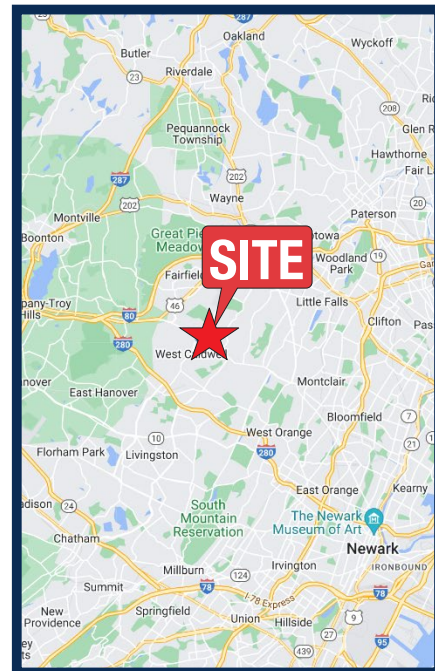 287
Oakland
Wyckoff
Butler
23
Riverdale
208
Glen R
Pequannock
Township
Hawthorne
Fair L
287
202
202
Wayne
20
Montville
Paterson
Boonton
Great Pie
Meadow
SITE
Woodland
Park
19
Fairfield
46
Little Falls
80
Hills
Clifton
Pas
280
West Caldwell
Montclair
East Hanover
Bloomfield
7
10
West Orange
21
Florham Park
Livingston
280
East Orange
Kearny
24
South
Mountain
Reservation
The Newark
Museum of Art
Chatham
Newark
Millburn
124
Irvington
IRONBOUND
Summit
78
I-78 Express
78
New
Providence
Springfield
Union
Hillside
9
27
439
95